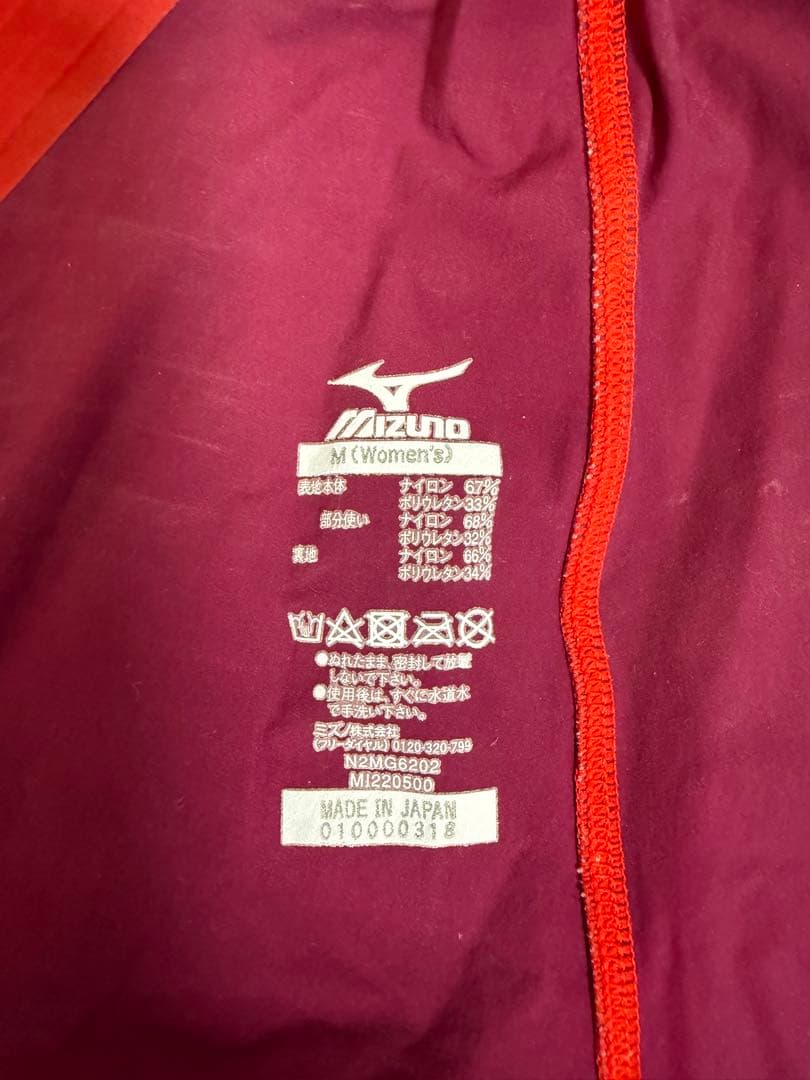 MIZUNO
M (Women's)
表地本体 ナイロン 67%
ポリウレタン33%
部分使い ナイロン 68%
ポリウレタン32%
裏地 ナイロン 66%
ポリウレタン34%
●ぬれたまま、密封して放置
しないで下さい。
●使用後は、すぐに水道水
で手洗い下さい。
ミズノ株式会社
(フリーダイヤル) 0120-320-799
N2MG6202
MI220500
MADE IN JAPAN
010000318